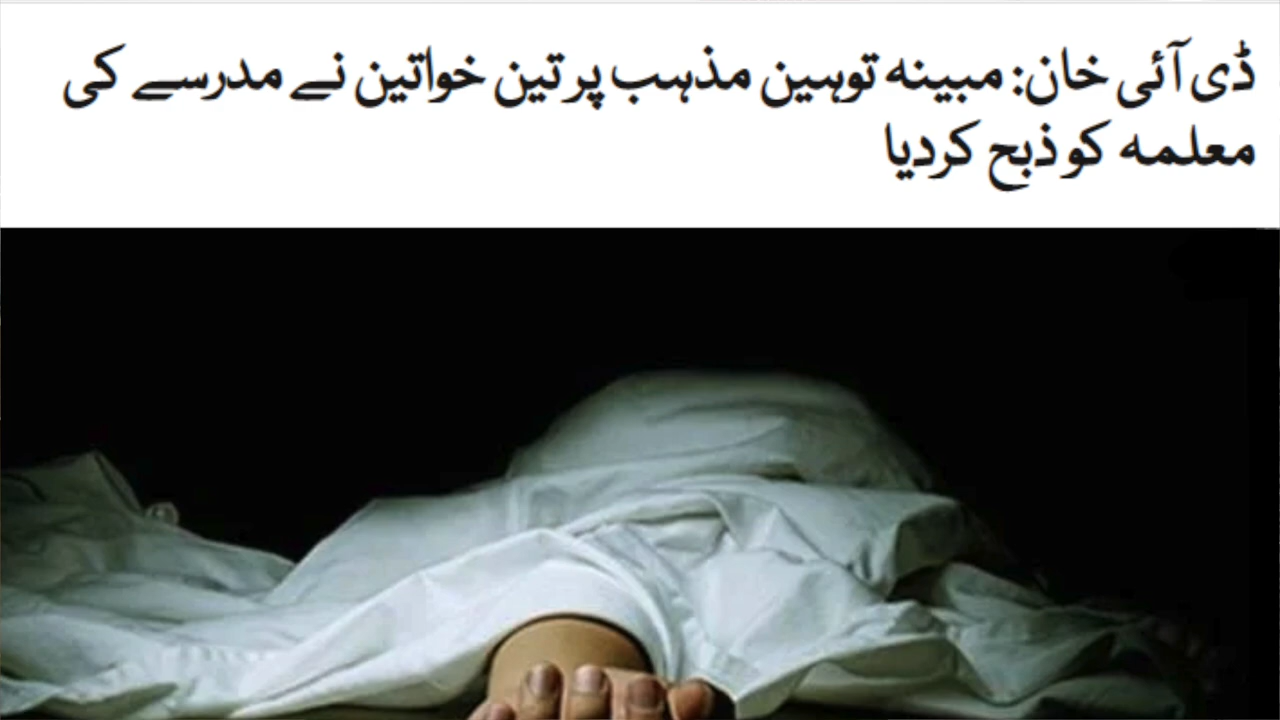 ڈی آئی خان: مبینہ توہین مذہب پر تین خواتین نے مدرسے کی
معلمہ کو ذبح کردیا